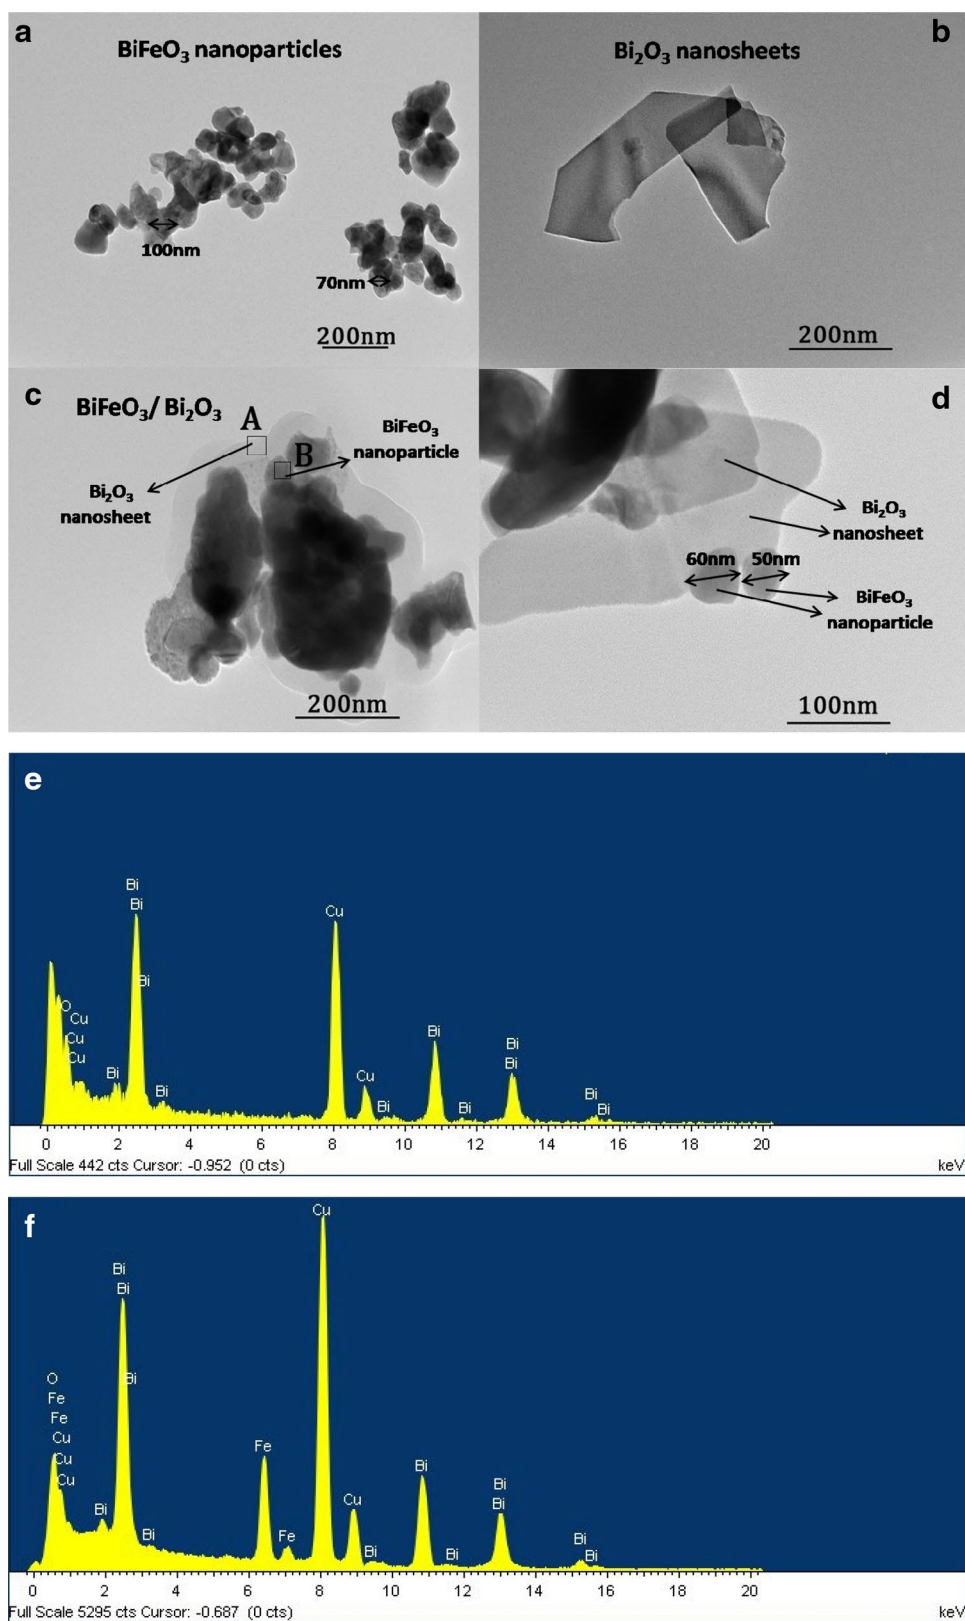 a
BiFeO₃ nanoparticles
100nm
70nm
200nm
b
Bi₂O₃ nanosheets
200nm
c
BiFeO₃/ Bi₂O₃
A
B
BiFeO₃
nanoparticle
Bi₂O₃
nanosheet
200nm
d
Bi₂O₃
nanosheet
60nm 50nm
BiFeO₃
nanoparticle
100nm
e
Bi
Bi
Bi
O
Cu
Cu
Cu
Bi
Bi
Cu
Cu
Bi
Bi
Bi
Bi
Bi
Bi
Bi
0 2 4 6 8 10 12 14 16 18 20
Full Scale 442 cts Cursor: -0.952 (0 cts) keV
f
Cu
Bi
Bi
Bi
O
Fe
Fe
Cu
Cu
Cu
Bi
Bi
Fe
Fe
Cu
Bi
Bi
Bi
Bi
Bi
Bi
Bi
0 2 4 6 8 10 12 14 16 18 20
Full Scale 5295 cts Cursor: -0.687 (0 cts) keV